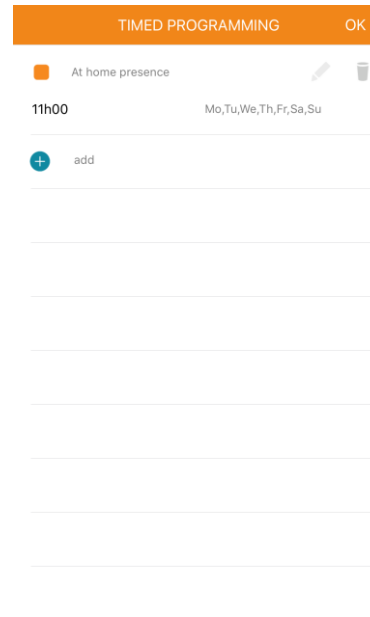 TIMED PROGRAMMING OK
At home presence
11h00 Mo,Tu,We,Th,Fr,Sa,Su
add